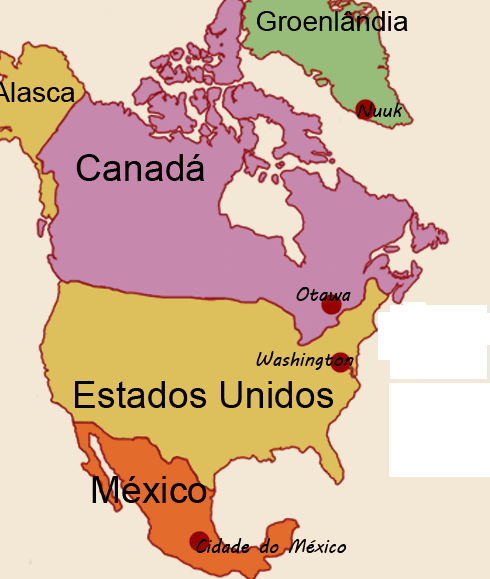 Groenlândia
Alasca
Nuuk
Canadá
Otawa
Washington
Estados Unidos
México
Cidade do México